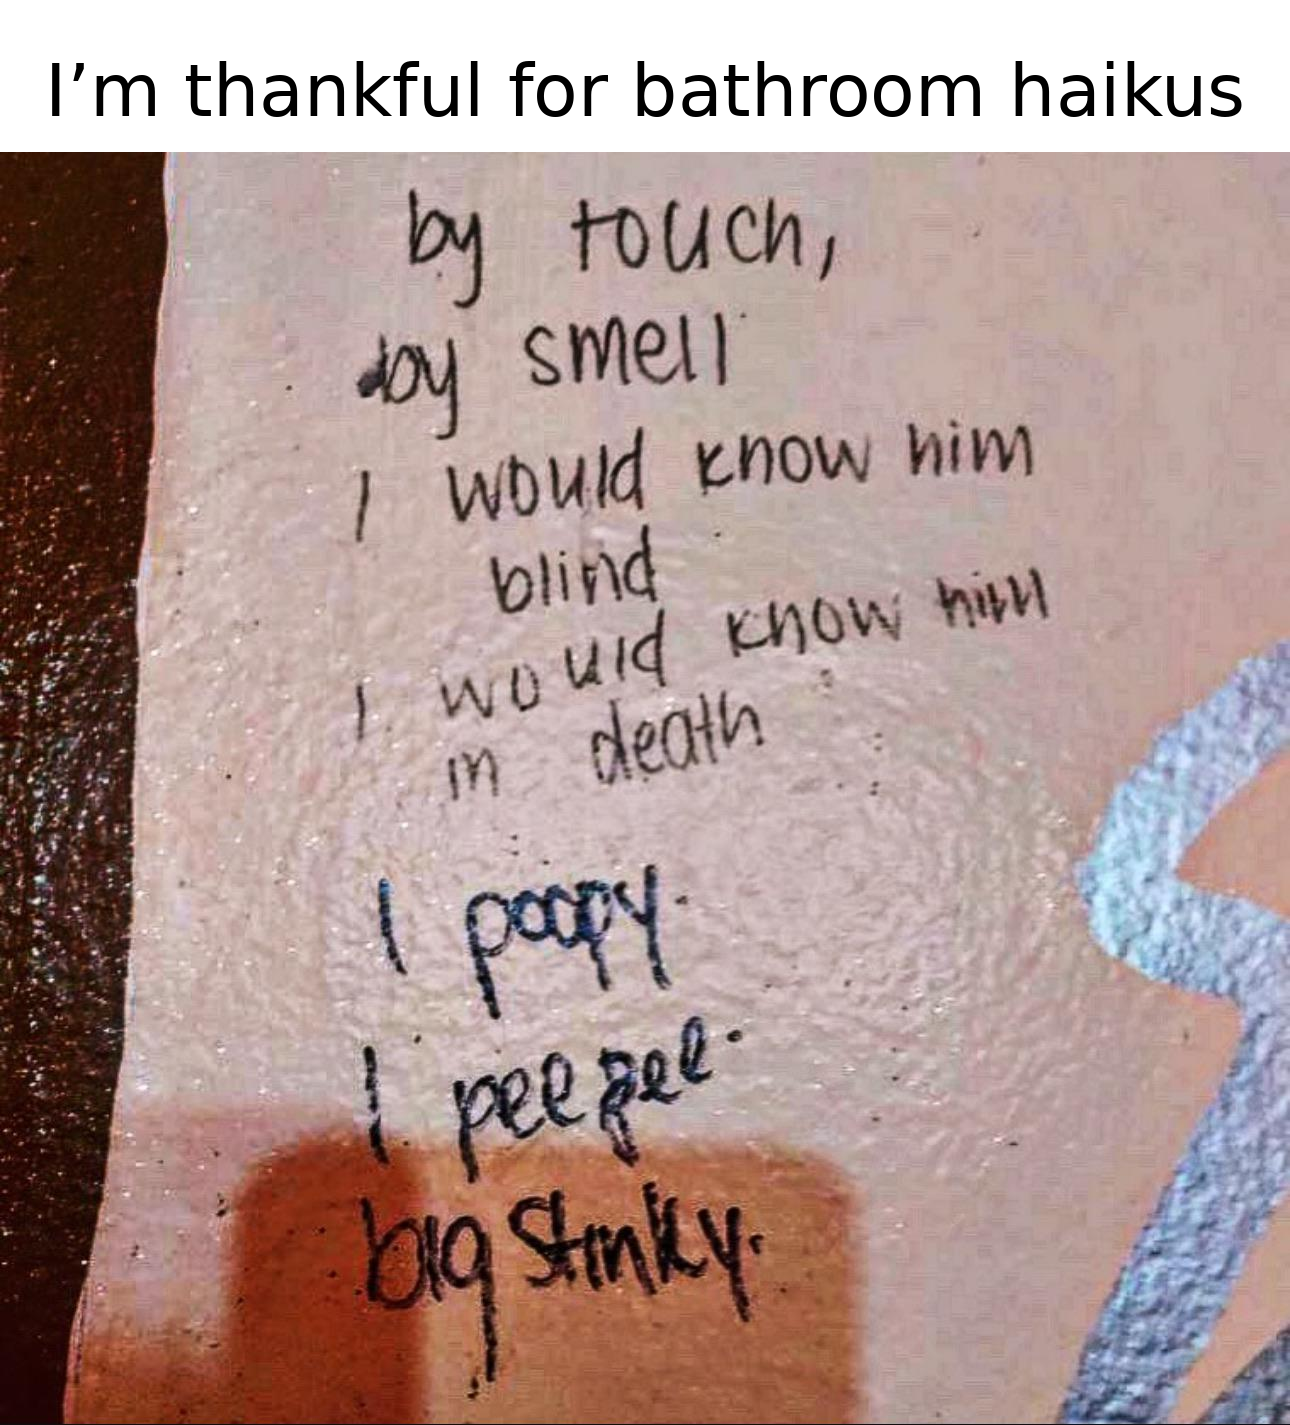 I’m thankful for bathroom haikus
by touch,
by smell
I would know him
blind
I would know him
in death
I poopy.
I peepee.
big stinky.